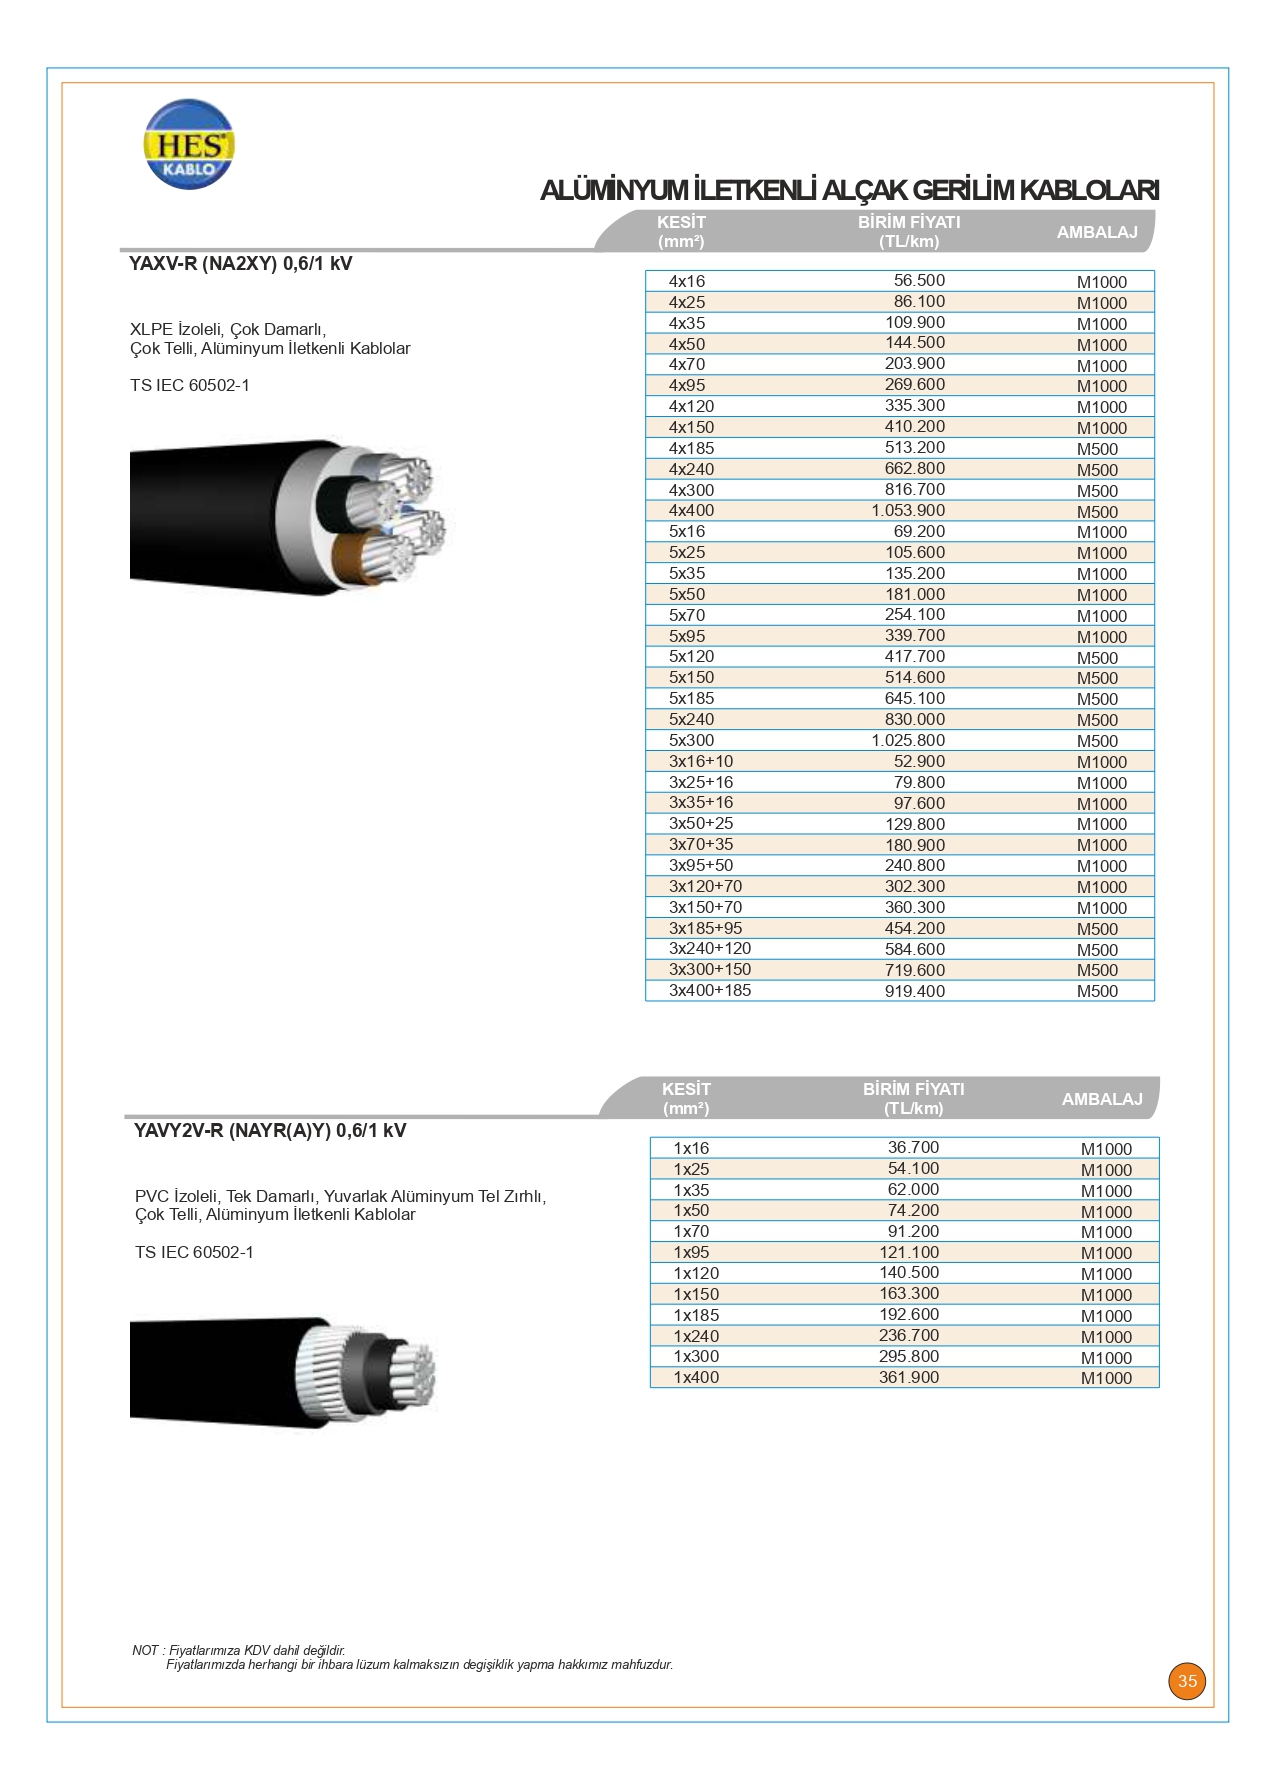 HES
KABLO
ALÜMİNYUM İLETKENLİ ALÇAK GERİLİM KABLOLARI
KESİT (mm²) BİRİM FİYATI (TL/km) AMBALAJ
YAXV-R (NA2XY) 0,6/1 kV
XLPE İzoleli, Çok Damarlı,
Çok Telli, Alüminyum İletkenli Kablolar
TS IEC 60502-1
4x16 56.500 M1000
4x25 86.100 M1000
4x35 109.900 M1000
4x50 144.500 M1000
4x70 203.900 M1000
4x95 269.600 M1000
4x120 335.300 M1000
4x150 410.200 M1000
4x185 513.200 M500
4x240 662.800 M500
4x300 816.700 M500
4x400 1.053.900 M500
5x16 69.200 M1000
5x25 105.600 M1000
5x35 135.200 M1000
5x50 181.000 M1000
5x70 254.100 M1000
5x95 339.700 M1000
5x120 417.700 M500
5x150 514.600 M500
5x185 645.100 M500
5x240 830.000 M500
5x300 1.025.800 M500
3x16+10 52.900 M1000
3x25+16 79.800 M1000
3x35+16 97.600 M1000
3x50+25 129.800 M1000
3x70+35 180.900 M1000
3x95+50 240.800 M1000
3x120+70 302.300 M1000
3x150+70 360.300 M1000
3x185+95 454.200 M500
3x240+120 584.600 M500
3x300+150 719.600 M500
3x400+185 919.400 M500
KESİT (mm²) BİRİM FİYATI (TL/km) AMBALAJ
YAVY2V-R (NAYR(A)Y) 0,6/1 kV
PVC İzoleli, Tek Damarlı, Yuvarlak Alüminyum Tel Zırhlı,
Çok Telli, Alüminyum İletkenli Kablolar
TS IEC 60502-1
1x16 36.700 M1000
1x25 54.100 M1000
1x35 62.000 M1000
1x50 74.200 M1000
1x70 91.200 M1000
1x95 121.100 M1000
1x120 140.500 M1000
1x150 163.300 M1000
1x185 192.600 M1000
1x240 236.700 M1000
1x300 295.800 M1000
1x400 361.900 M1000
NOT : Fiyatlarımıza KDV dahil değildir.
Fiyatlarımızda herhangi bir ihbara lüzum kalmaksızın degişiklik yapma hakkımız mahfuzdur.
35